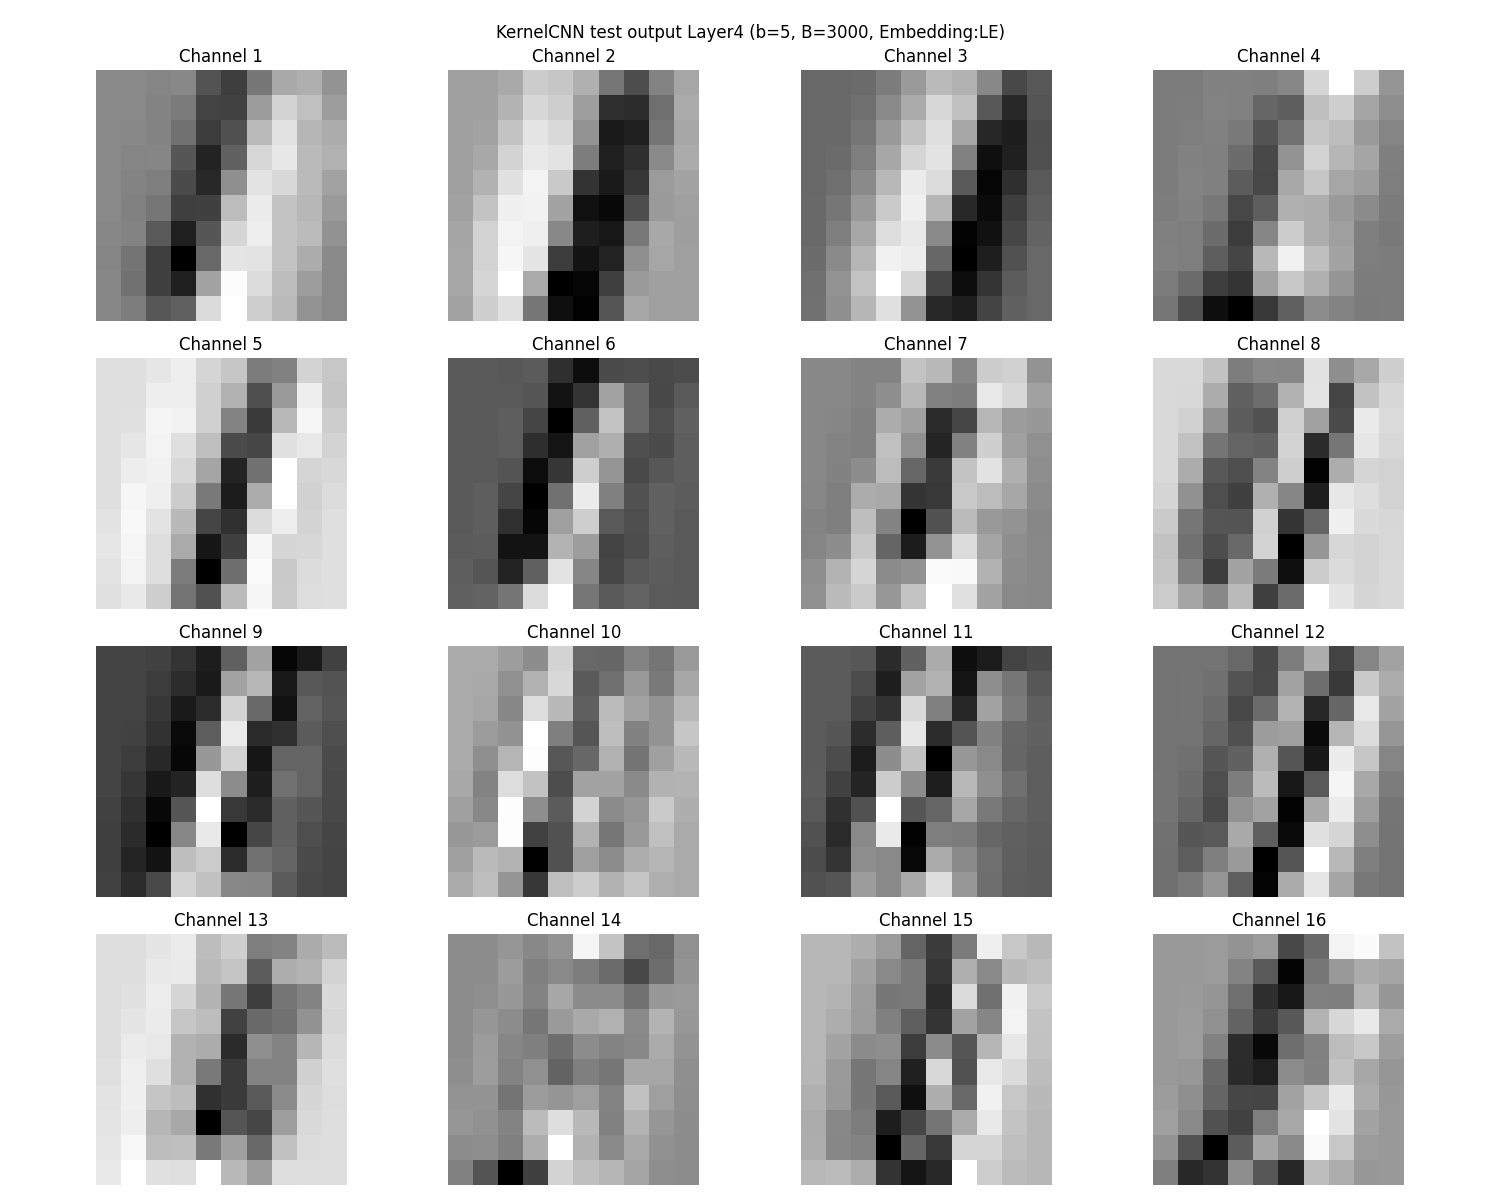 KernelCNN test output Layer4 (b=5, B=3000, Embedding:LE)
Channel 1 Channel 2 Channel 3 Channel 4
Channel 5 Channel 6 Channel 7 Channel 8
Channel 9 Channel 10 Channel 11 Channel 12
Channel 13 Channel 14 Channel 15 Channel 16